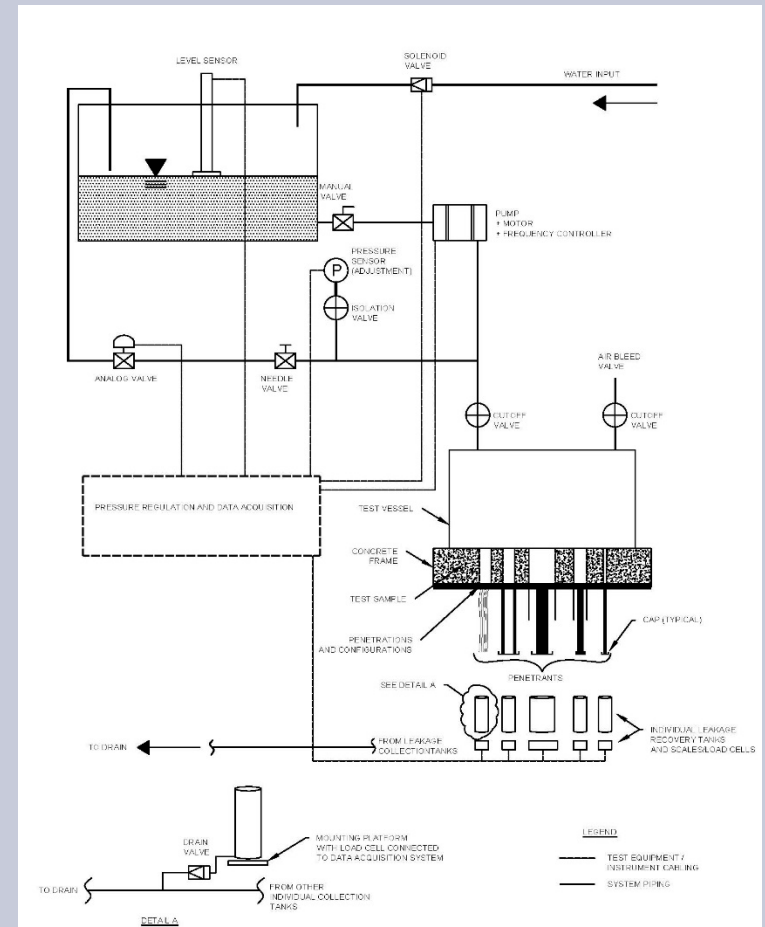 LEVEL SENSOR
SOLENOID
VALVE
WATER INPUT
MANUAL
VALVE
PUMP
+ MOTOR
+ FREQUENCY CONTROLLER
PRESSURE
SENSOR
(ADJUSTMENT)
P
ISOLATION
VALVE
AIR BLEED
VALVE
ANALOG VALVE
NEEDLE
VALVE
CUTOFF
VALVE
CUTOFF
VALVE
PRESSURE REGULATION AND DATA ACQUISITION
TEST VESSEL
CONCRETE
FRAME
TEST SAMPLE
CAP (TYPICAL)
PENETRATIONS
AND CONFIGURATIONS
PENETRANTS
SEE DETAIL A
INDIVIDUAL LEAKAGE
RECOVERY TANKS
AND SCALES/LOAD CELLS
TO DRAIN
FROM LEAKAGE
COLLECTIONTANKS
DRAIN
VALVE
MOUNTING PLATFORM
WITH LOAD CELL CONNECTED
TO DATA ACQUISITION SYSTEM
LEGEND
TEST EQUIPMENT /
INSTRUMENT CABLING
SYSTEM PIPING
TO DRAIN
FROM OTHER
INDIVIDUAL COLLECTION
TANKS
DETAIL A